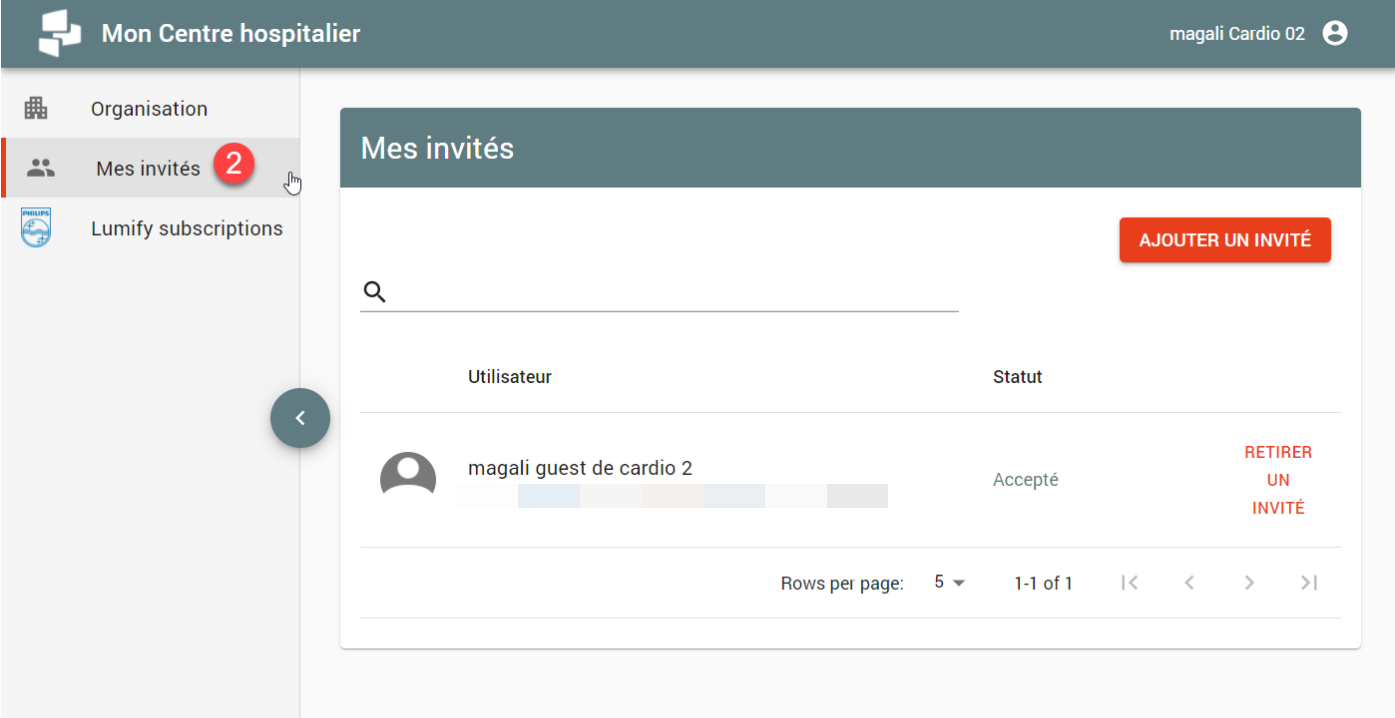 Mon Centre hospitalier
magali Cardio 02
Organisation
Mes invités 2
PHILIPS
Lumify subscriptions
Mes invités
AJOUTER UN INVITÉ
Utilisateur Statut
magali guest de cardio 2
Accepté
RETIRER
UN
INVITÉ
Rows per page: 5 1-1 of 1